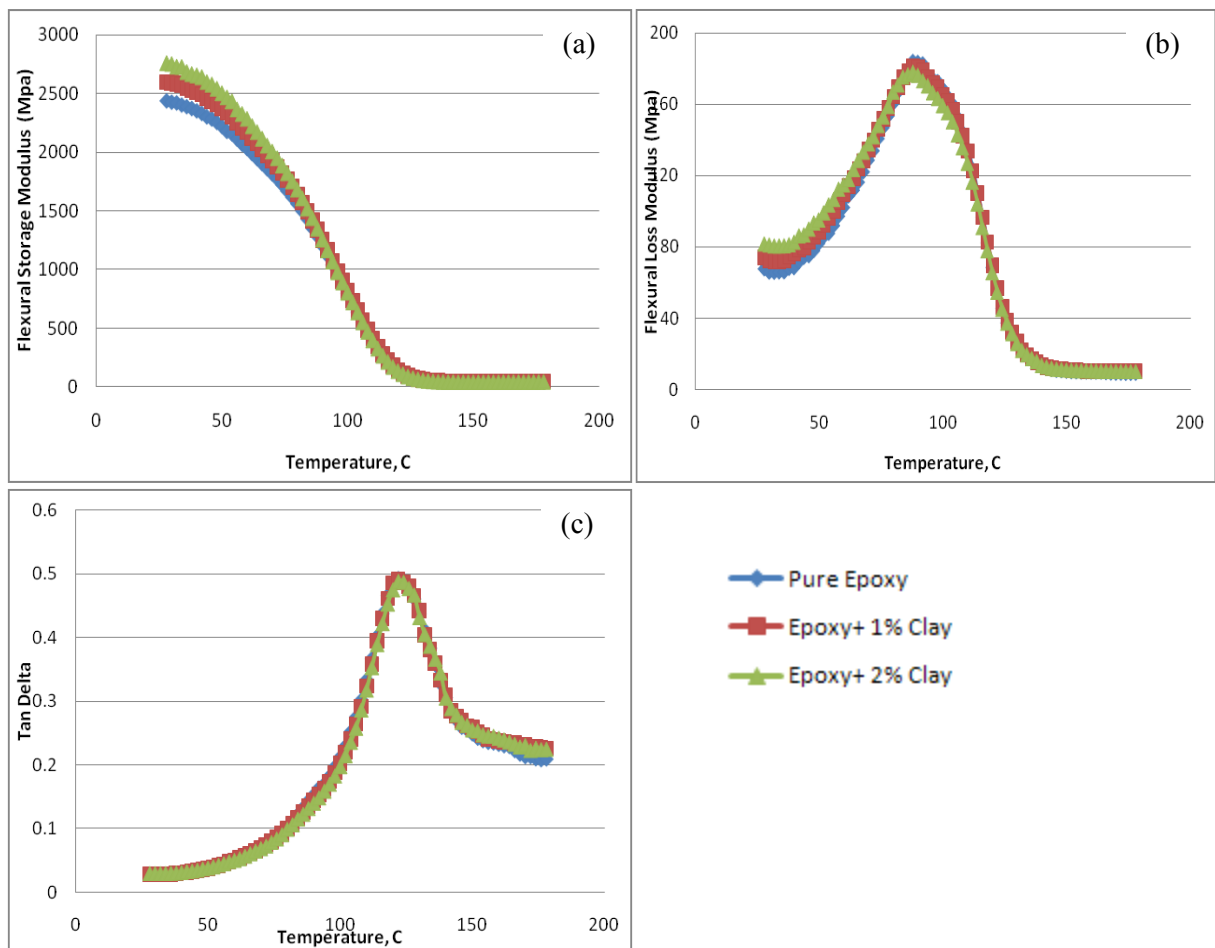 (a)
3000
2500
2000
1500
1000
500
0
0 50 100 150 200
Flexural Storage Modulus (Mpa)
Temperature, C
(b)
200
160
120
80
40
0
0 50 100 150 200
Flexural Loss Modulus (Mpa)
Temperature, C
(c)
0.6
0.5
0.4
0.3
0.2
0.1
0
0 50 100 150 200
Tan Delta
Temperature, C
Pure Epoxy
Epoxy+ 1% Clay
Epoxy+ 2% Clay